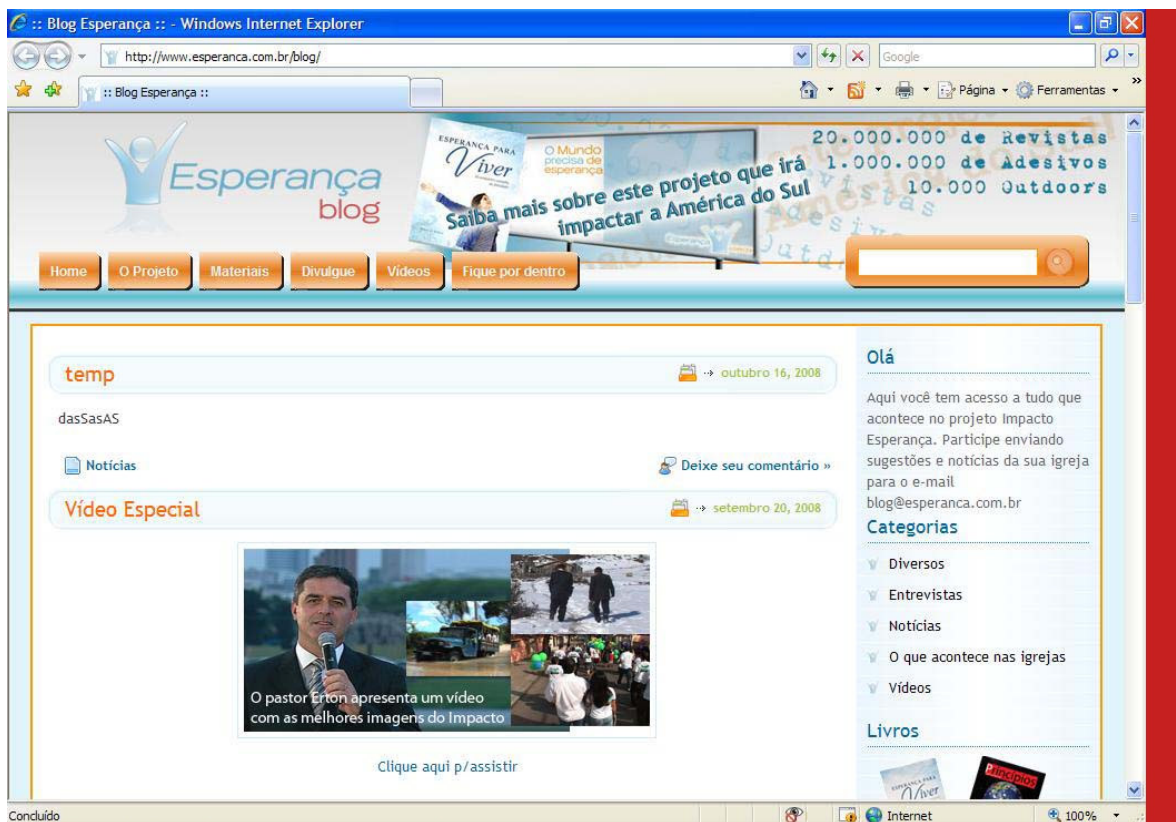 :: Blog Esperança :: - Windows Internet Explorer
http://www.esperanca.com.br/blog/
Google
:: Blog Esperança ::
Página
Ferramentas
Esperança
blog
ESPERANÇA PARA
Viver
O Mundo
precisa de
esperança
Saiba mais sobre este projeto que irá
impactar a América do Sul
20.000.000 de Revistas
1.000.000 de Adesivos
10.000 Outdoors
Home
O Projeto
Materiais
Divulgue
Vídeos
Fique por dentro
temp
outubro 16, 2008
dasSasAS
Notícias
Deixe seu comentário »
Vídeo Especial
setembro 20, 2008
O pastor Erton apresenta um vídeo
com as melhores imagens do Impacto
Clique aqui p/assistir
Olá
Aqui você tem acesso a tudo que
acontece no projeto Impacto
Esperança. Participe enviando
sugestões e notícias da sua igreja
para o e-mail
blog@esperanca.com.br
Categorias
Diversos
Entrevistas
Notícias
O que acontece nas igrejas
Vídeos
Livros
ESPERANÇA PARA
Viver
Princípios
Concluído
Internet
100%